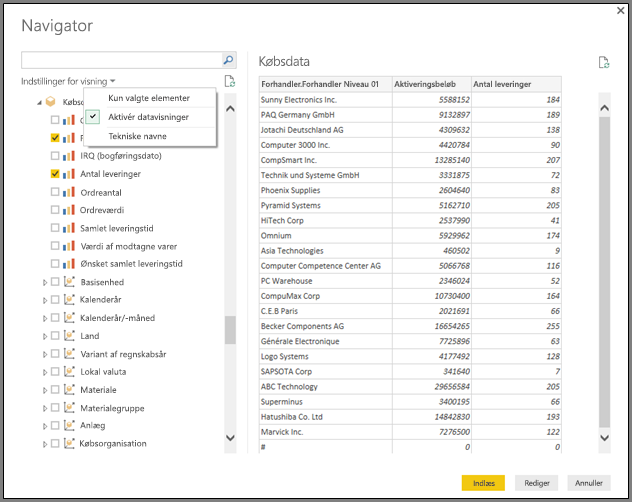 Navigator
Indstillinger for visning
Kun valgte elementer
Aktivér datavisninger
Tekniske navne
IRQ (bogføringsdato)
Antal leveringer
Ordreantal
Ordreværdi
Samlet leveringstid
Værdi af modtagne varer
Ønsket samlet leveringstid
Basisenhed
Kalenderår
Kalenderår/-måned
Land
Variant af regnskabsår
Lokal valuta
Materiale
Materialegruppe
Anlæg
Købsorganisation
Købsdata
Forhandler.Forhandler Niveau 01 Aktiveringsbeløb Antal leveringer
Sunny Electronics Inc. 5588152 184
PAQ Germany GmbH 9132897 189
Jotachi Deutschland AG 4309632 138
Computer 3000 Inc. 4420784 90
CompSmart Inc. 13285140 207
Technik und Systeme GmbH 3331875 72
Phoenix Supplies 2604640 83
Pyramid Systems 5162710 205
HiTech Corp 2537990 41
Omnium 5929962 174
Asia Technologies 460502 9
Computer Competence Center AG 5066768 116
PC Warehouse 2346024 52
CompuMax Corp 10730400 164
C.E.B Paris 2021691 66
Becker Components AG 16654265 255
Générale Electronique 7725896 63
Logo Systems 4177492 128
SAPSOTA Corp 341640 7
ABC Technology 29656584 205
Superminus 3400195 66
Hatushiba Co. Ltd 14842830 193
Marvick Inc. 7276500 122
# 0 0
Indlæs Rediger Annuller